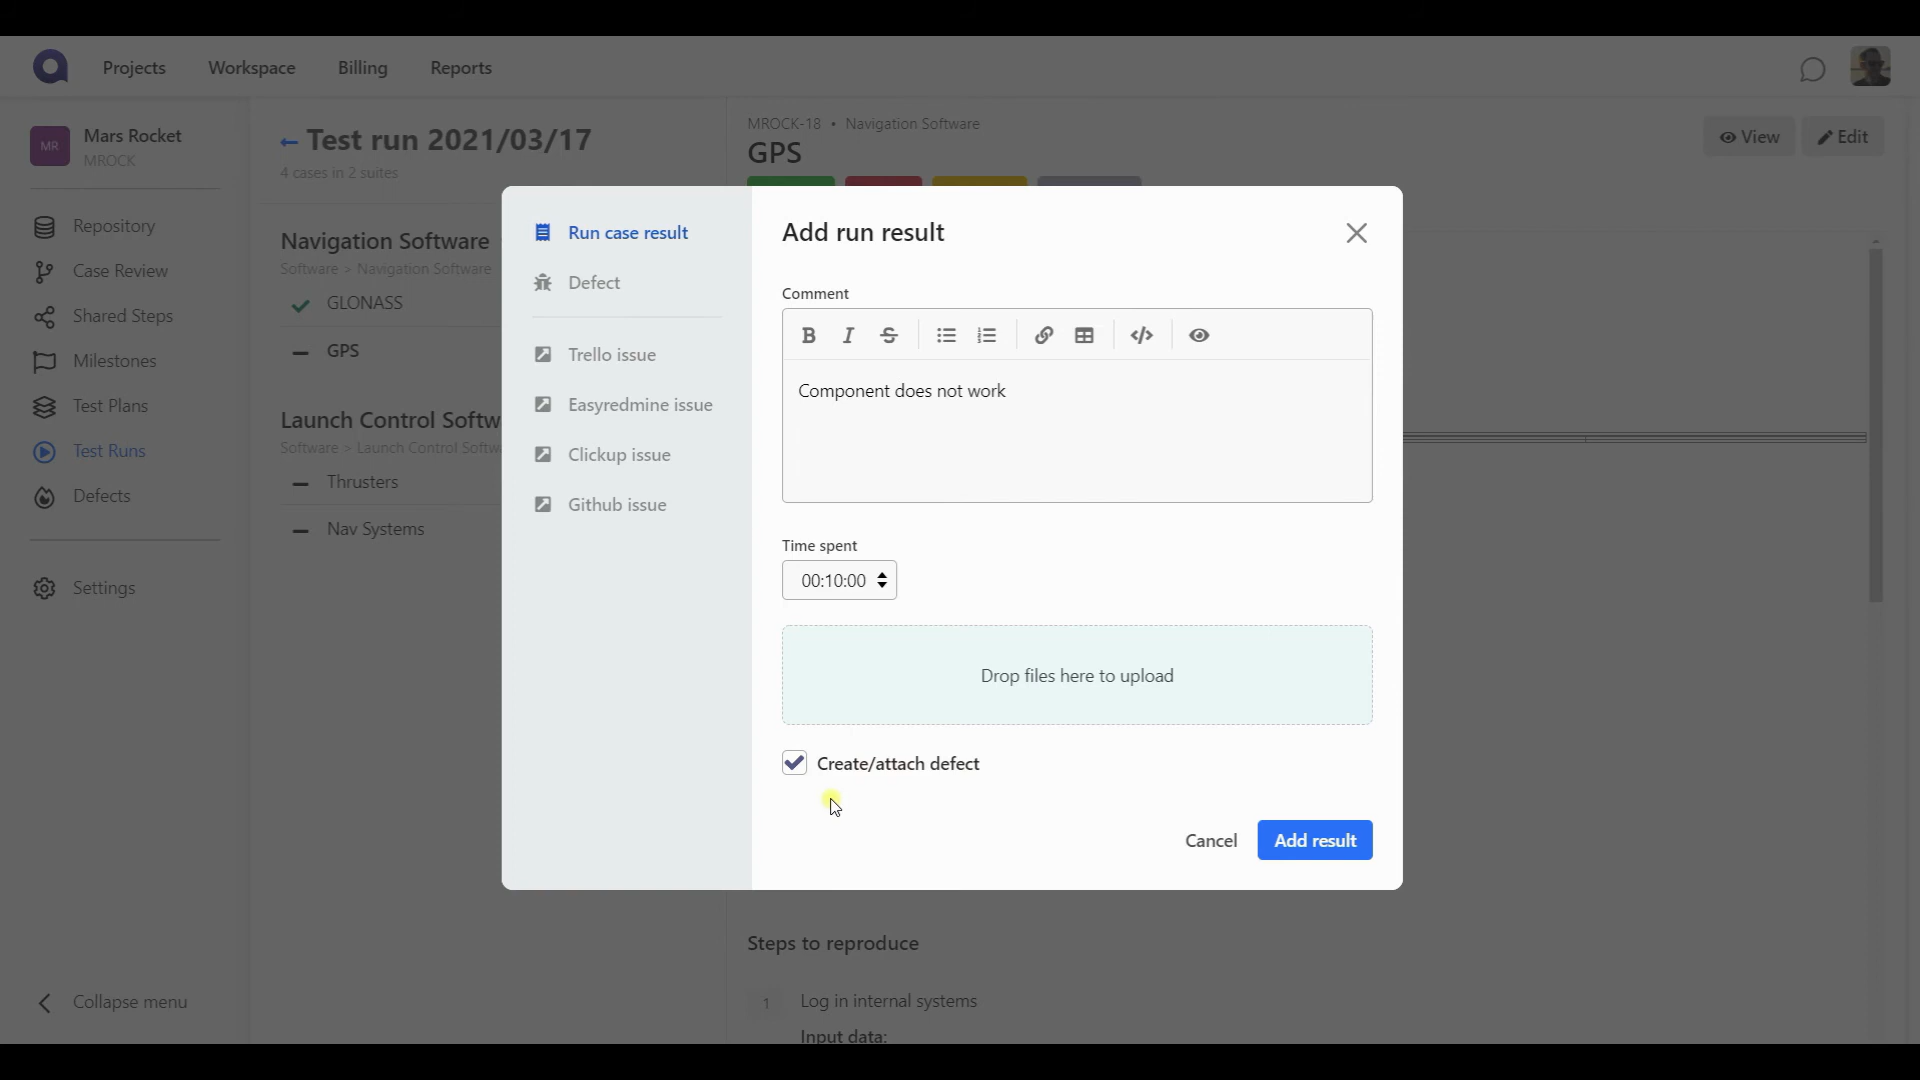 Projects
Workspace
Billing
Reports
MR
Mars Rocket
MROCK
Repository
Case Review
Shared Steps
Milestones
Test Plans
Test Runs
Defects
Settings
Collapse menu
← Test run 2021/03/17
4 cases in 2 suites
Navigation Software
Software > Navigation Software
GLONASS
GPS
Launch Control Softw
Software > Launch Control Softw
Thrusters
Nav Systems
MROCK-18 • Navigation Software
GPS
View
Edit
Run case result
Defect
Trello issue
Easyredmine issue
Clickup issue
Github issue
Add run result
Comment
B I S
Component does not work
Time spent
00:10:00
Drop files here to upload
Create/attach defect
Cancel
Add result
Steps to reproduce
1 Log in internal systems
Input data: